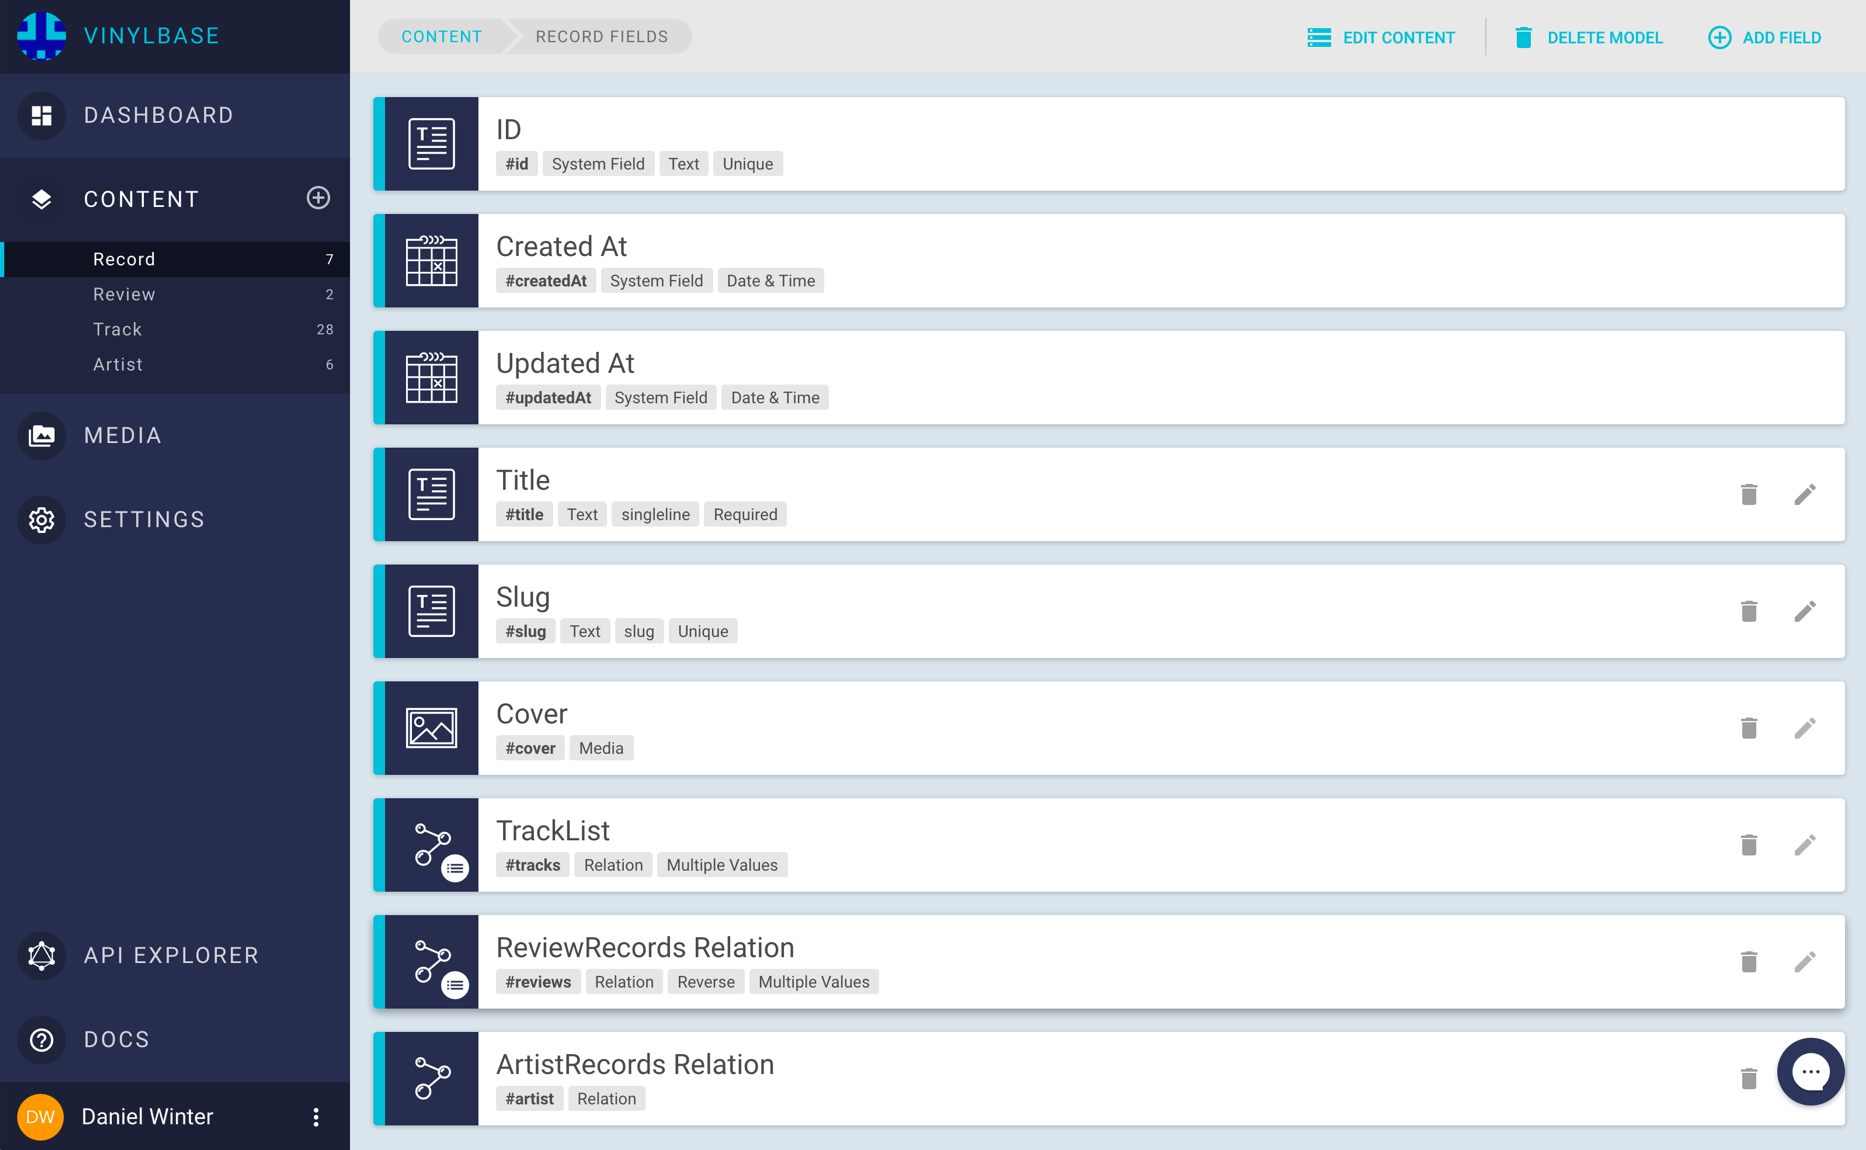 VINYLBASE
CONTENT RECORD FIELDS
EDIT CONTENT DELETE MODEL ADD FIELD
DASHBOARD
CONTENT
Record 7
Review 2
Track 28
Artist 6
MEDIA
SETTINGS
API EXPLORER
DOCS
DW Daniel Winter
ID
#id System Field Text Unique
Created At
#createdAt System Field Date & Time
Updated At
#updatedAt System Field Date & Time
Title
#title Text singleline Required
Slug
#slug Text slug Unique
Cover
#cover Media
TrackList
#tracks Relation Multiple Values
ReviewRecords Relation
#reviews Relation Reverse Multiple Values
ArtistRecords Relation
#artist Relation